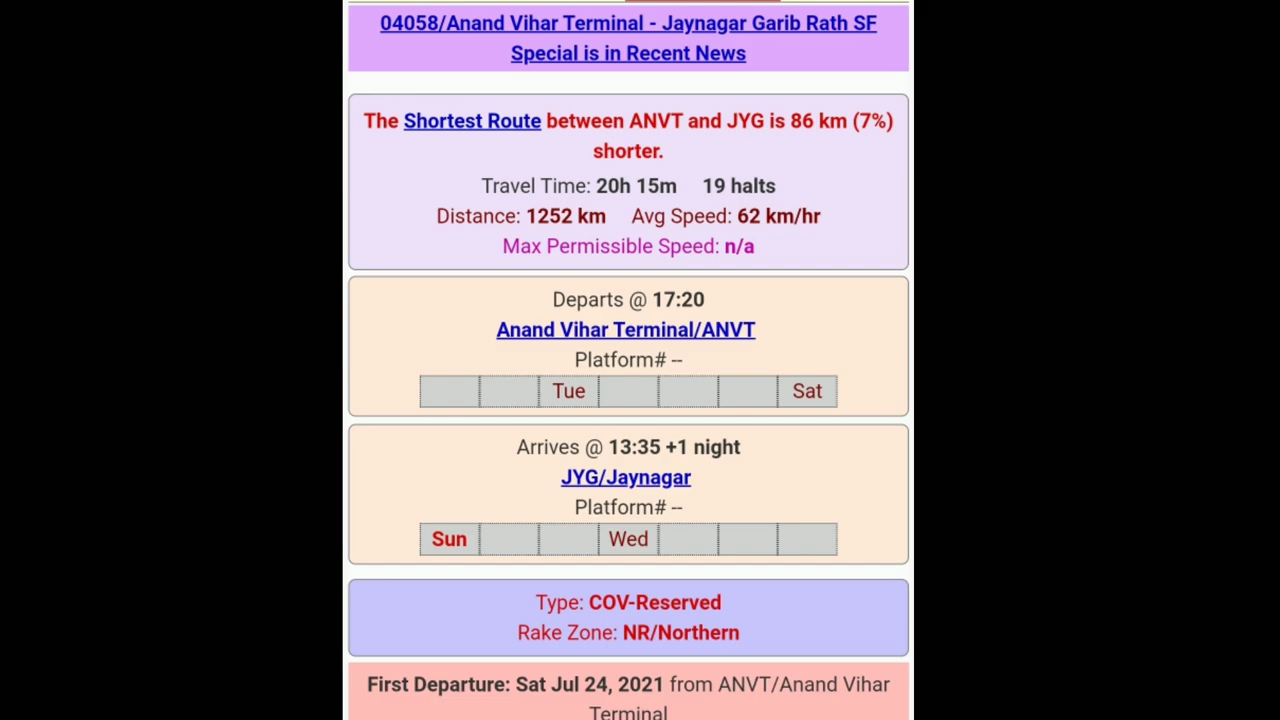 04058/Anand Vihar Terminal - Jaynagar Garib Rath SF
Special is in Recent News
The Shortest Route between ANVT and JYG is 86 km (7%)
shorter.
Travel Time: 20h 15m 19 halts
Distance: 1252 km Avg Speed: 62 km/hr
Max Permissible Speed: n/a
Departs @ 17:20
Anand Vihar Terminal/ANVT
Platform# --
Tue Sat
Arrives @ 13:35 +1 night
JYG/Jaynagar
Platform# --
Sun Wed
Type: COV-Reserved
Rake Zone: NR/Northern
First Departure: Sat Jul 24, 2021 from ANVT/Anand Vihar
Terminal